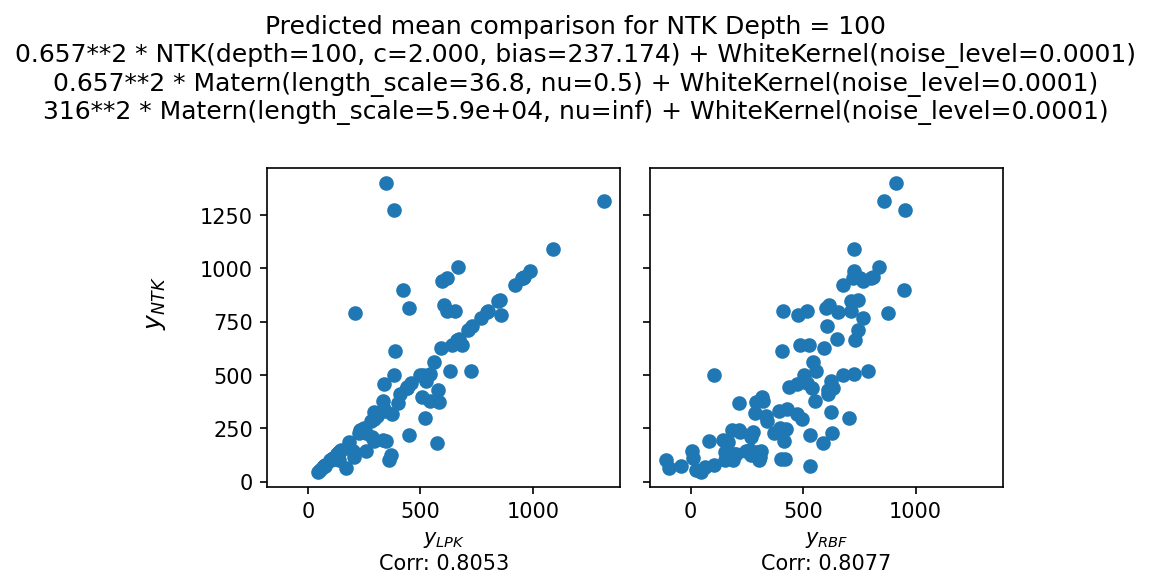 Predicted mean comparison for NTK Depth = 100
0.657**2 * NTK(depth=100, c=2.000, bias=237.174) + WhiteKernel(noise_level=0.0001)
0.657**2 * Matern(length_scale=36.8, nu=0.5) + WhiteKernel(noise_level=0.0001)
316**2 * Matern(length_scale=5.9e+04, nu=inf) + WhiteKernel(noise_level=0.0001)
1250
1000
750
500
250
0
y_NTK
0 500 1000
0 500 1000
y_LPK
Corr: 0.8053
y_RBF
Corr: 0.8077